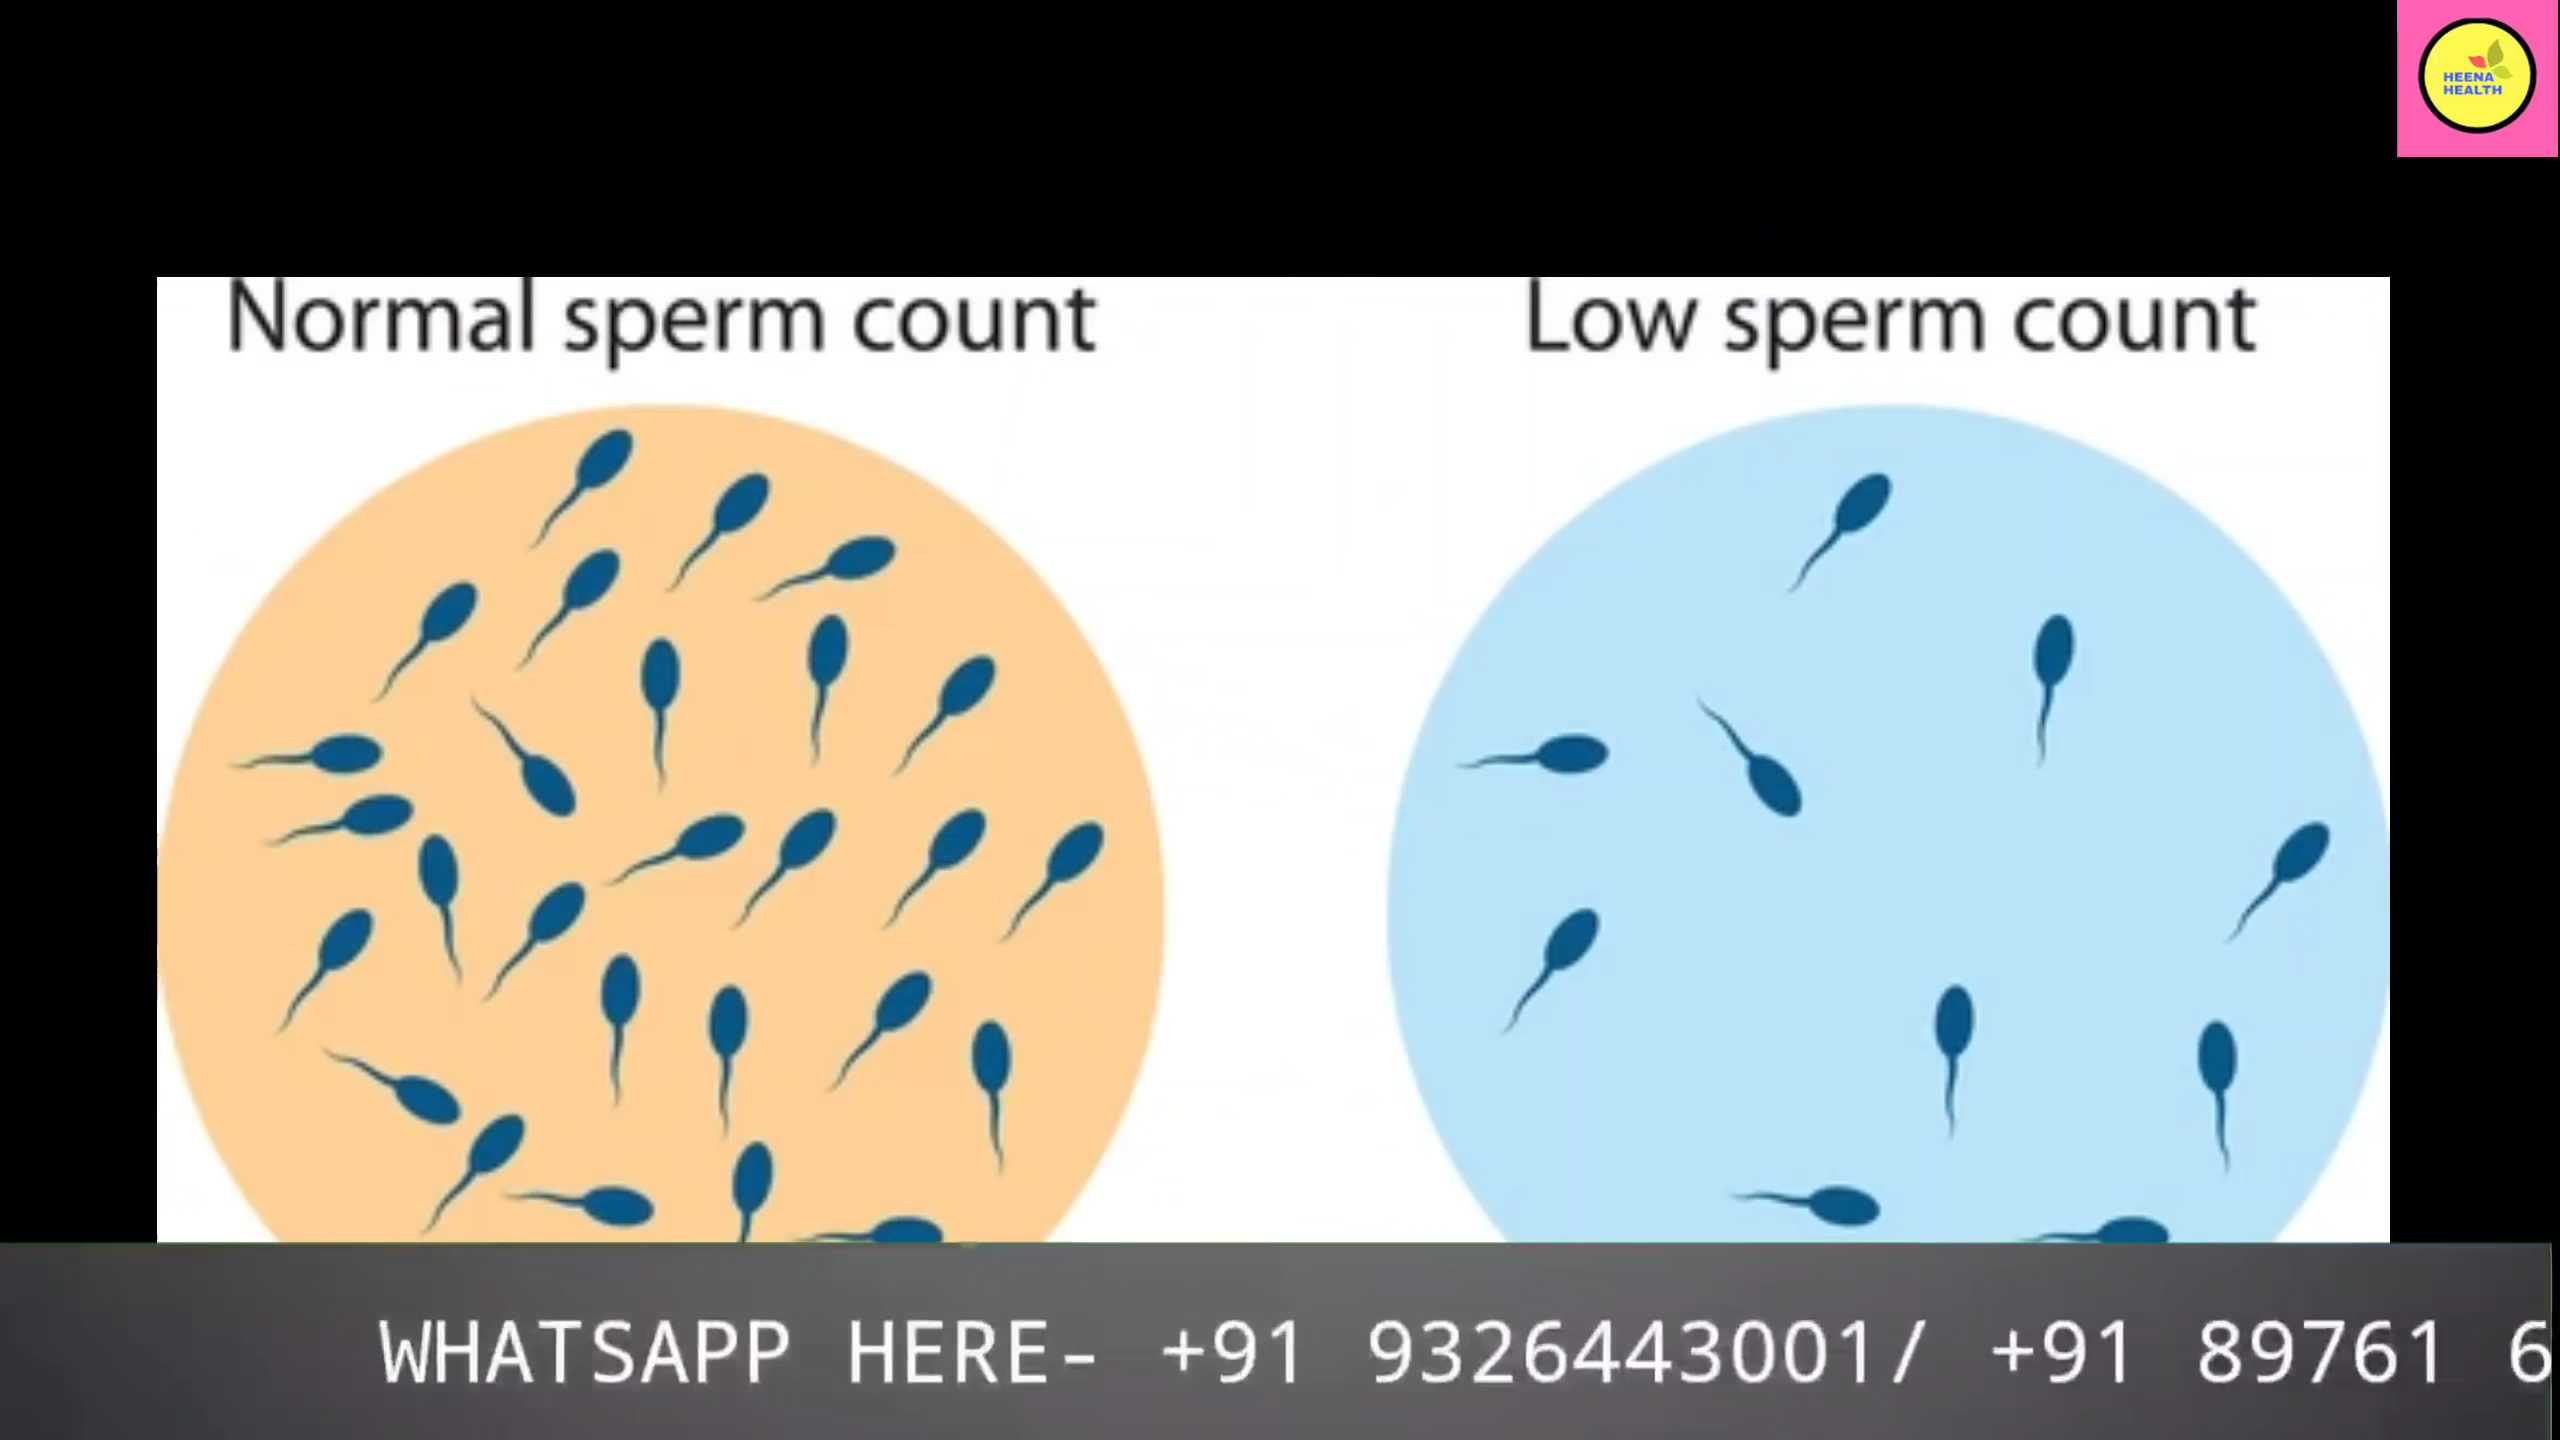 HEENA
HEALTH
Normal sperm count
Low sperm count
WHATSAPP HERE- +91 9326443001/ +91 89761 6